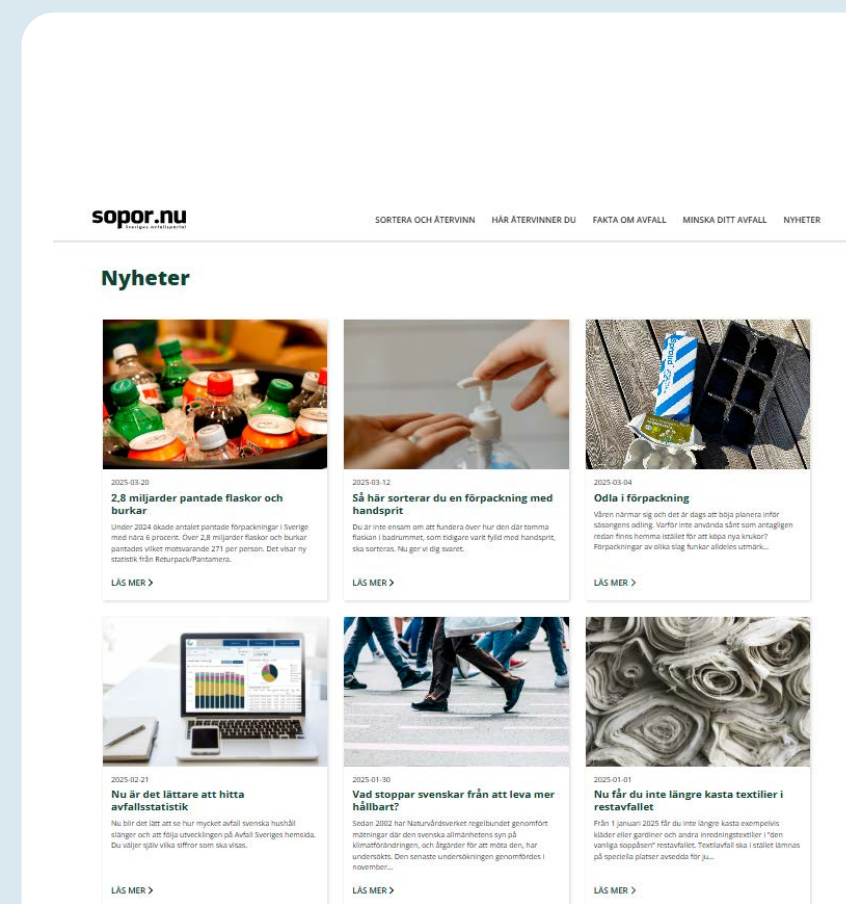 sopor.nu
Sveriges avfallsportal
SORTERA OCH ÅTERVINN HÄR ÅTERVINNER DU FAKTA OM AVFALL MINSKA DITT AVFALL NYHETER
Nyheter
2025-03-20
2,8 miljarder pantade flaskor och
burkar
Under 2024 ökade antalet pantade förpackningar i Sverige
med nära 6 procent. Över 2,8 miljarder flaskor och burkar
pantades vilket motsvarande 271 per person. Det visar ny
statistik från Returpack/Pantamera.
LÄS MER
2025-03-12
Så här sorterar du en förpackning med
handsprit
Du är inte ensam om att fundera över hur den där tomma
flaskan i badrummet, som tidigare varit fylld med handsprit,
ska sorteras. Nu ger vi dig svaret.
LÄS MER
2025-03-04
Odla i förpackning
Våren närmar sig och det är dags att böja planera inför
säsongens odling. Varför inte använda sånt som antagligen
redan finns hemma istället för att köpa nya krukor?
Förpackningar av olika slag funkar alldeles utmärk...
LÄS MER
2025-02-21
Nu är det lättare att hitta
avfallsstatistik
Nu blir det lätt att se hur mycket avfall svenska hushåll
slänger och att följa utvecklingen på Avfall Sveriges hemsida.
Du väljer själv vilka siffror som ska visas.
LÄS MER
2025-01-30
Vad stoppar svenskar från att leva mer
hållbart?
Sedan 2002 har Naturvårdsverket regelbundet genomfört
mätningar där den svenska allmänhetens syn på
klimatförändringen, och åtgärder för att möta den, har
undersökts. Den senaste undersökningen genomfördes i
november...
LÄS MER
2025-01-01
Nu får du inte längre kasta textilier i
restavfallet
Från 1 januari 2025 får du inte längre kasta exempelvis
kläder eller gardiner och andra inredningstextilier i "den
vanliga soppåsen" restavfallet. Textilavfall ska i stället lämnas
på speciella platser avsedda för ju...
LÄS MER